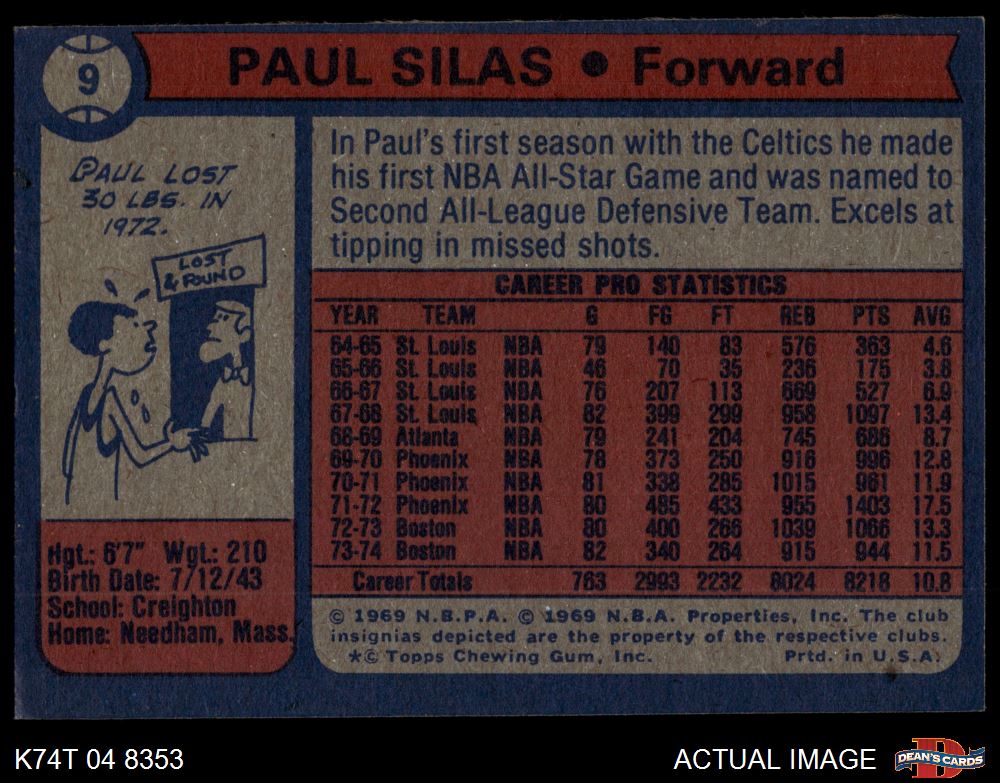 9
PAUL SILAS • Forward
PAUL LOST
30 LBS. IN
1972.
LOST
& FOUND
Hgt.: 6'7" Wgt.: 210
Birth Date: 7/12/43
School: Creighton
Home: Needham, Mass.
In Paul's first season with the Celtics he made
his first NBA All-Star Game and was named to
Second All-League Defensive Team. Excels at
tipping in missed shots.
CAREER PRO STATISTICS
YEAR TEAM G FG FT REB PTS AVG
64-65 St. Louis NBA 79 140 83 576 363 4.6
65-66 St. Louis NBA 46 70 35 236 175 3.8
66-67 St. Louis NBA 76 207 113 669 527 6.9
67-68 St. Louis NBA 82 399 299 958 1097 13.4
68-69 Atlanta NBA 79 241 204 745 686 8.7
69-70 Phoenix NBA 78 373 250 916 996 12.8
70-71 Phoenix NBA 81 338 285 1015 961 11.9
71-72 Phoenix NBA 80 485 433 955 1403 17.5
72-73 Boston NBA 80 400 266 1039 1066 13.3
73-74 Boston NBA 82 340 264 915 944 11.5
Career Totals 763 2993 2232 8024 8218 10.8
© 1969 N.B.P.A. © 1969 N.B.A. Properties, Inc. The club
insignias depicted are the property of the respective clubs.
*© Topps Chewing Gum, Inc. Prtd. in U.S.A.
K74T 04 8353
ACTUAL IMAGE
D
DEAN'S CARDS